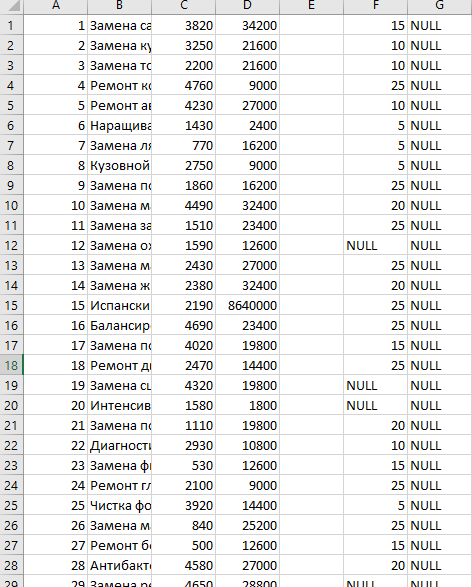 A B C D E F G
1 1 Замена са 3820 34200 15 NULL
2 2 Замена ку 3250 21600 10 NULL
3 3 Замена то 2200 21600 10 NULL
4 4 Ремонт ко 4760 9000 25 NULL
5 5 Ремонт ав 4230 27000 10 NULL
6 6 Наращива 1430 2400 5 NULL
7 7 Замена ля 770 16200 5 NULL
8 8 Кузовной 2750 9000 5 NULL
9 9 Замена по 1860 16200 25 NULL
10 10 Замена ма 4490 32400 20 NULL
11 11 Замена за 1510 23400 25 NULL
12 12 Замена ох 1590 12600 NULL NULL
13 13 Замена ма 2430 27000 25 NULL
14 14 Замена ж 2380 32400 20 NULL
15 15 Испански 2190 8640000 25 NULL
16 16 Балансир 4690 23400 25 NULL
17 17 Замена по 4020 19800 15 NULL
18 18 Ремонт д 2470 14400 25 NULL
19 19 Замена сц 4320 19800 NULL NULL
20 20 Интенсив 1580 1800 NULL NULL
21 21 Замена по 1110 19800 20 NULL
22 22 Диагности 2930 10800 10 NULL
23 23 Замена ф 530 12600 15 NULL
24 24 Ремонт гл 2100 9000 25 NULL
25 25 Чистка фо 3920 14400 5 NULL
26 26 Замена ма 840 25200 25 NULL
27 27 Ремонт б 500 12600 15 NULL
28 28 Антибакт 4580 27000 20 NULL
29 29 Замена ре 4650 28800 NULL NULL